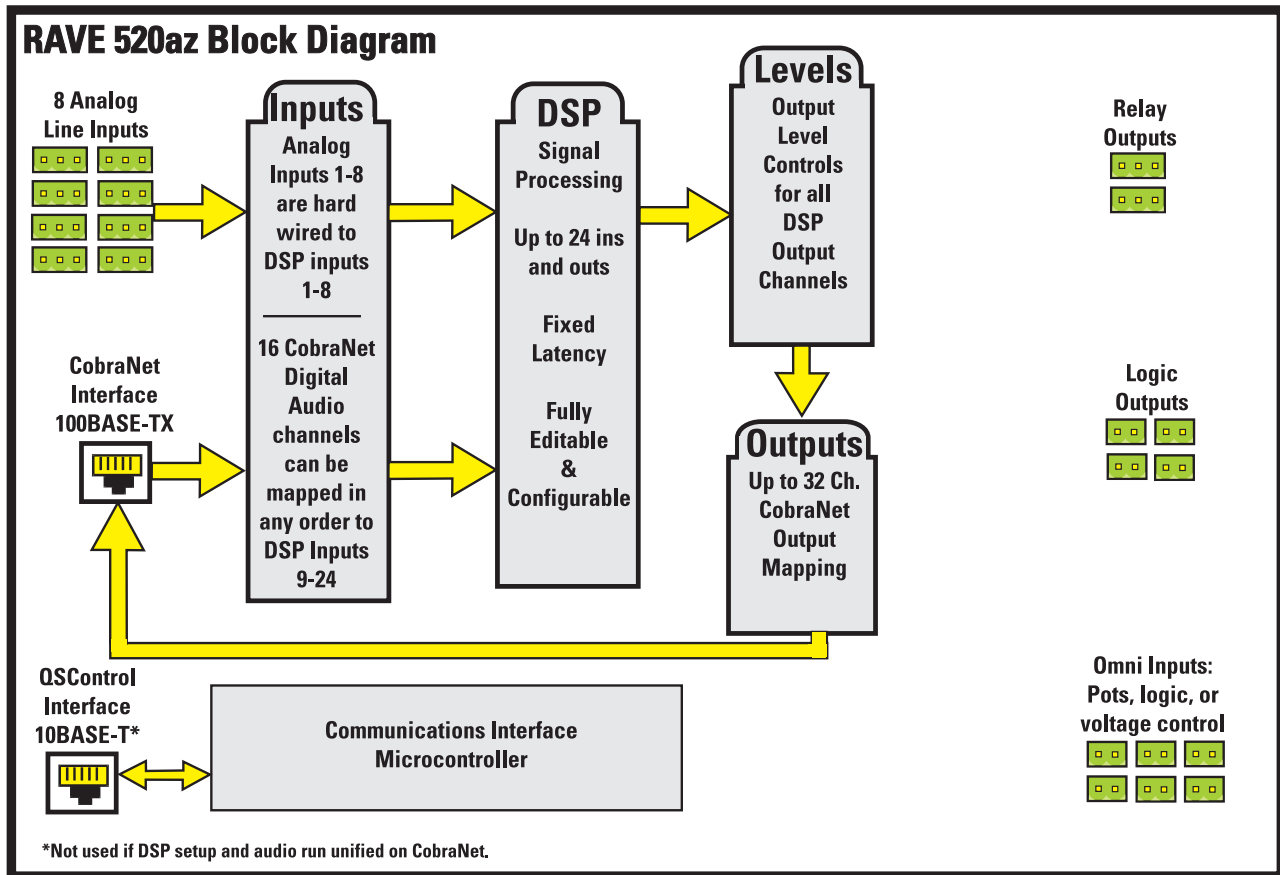 RAVE 520az Block Diagram
8 Analog
Line Inputs
Inputs
Analog
Inputs 1-8
are hard
wired to
DSP inputs
1-8
16 CobraNet
Digital
Audio
channels
can be
mapped in
any order to
DSP Inputs
9-24
DSP
Signal
Processing
Up to 24 ins
and outs
Fixed
Latency
Fully
Editable
&
Configurable
Levels
Output
Level
Controls
for all
DSP
Output
Channels
Outputs
Up to 32 Ch.
CobraNet
Output
Mapping
Relay
Outputs
Logic
Outputs
Omni Inputs:
Pots, logic, or
voltage control
CobraNet
Interface
100BASE-TX
QSControl
Interface
10BASE-T*
Communications Interface
Microcontroller
*Not used if DSP setup and audio run unified on CobraNet.